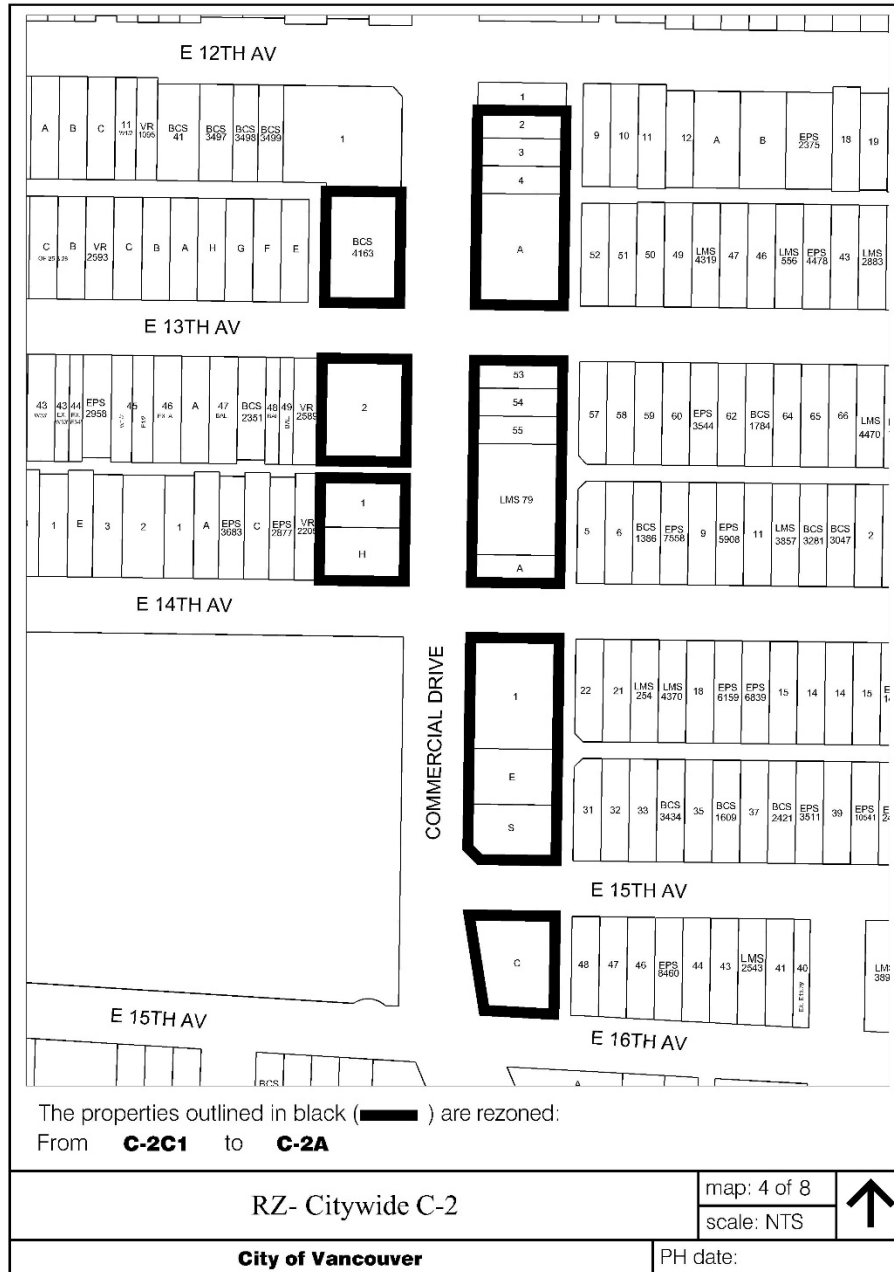 E 12TH AV
A B C 11 VR 1095 BCS 41 BCS 3497 BCS 3498 BCS 3499 1
1
2
3
4
A
9 10 11 12 A B EPS 2375 18 19
C B VR 2593 C B A H G F E
BCS 4163
52 51 50 49 LMS 4319 47 46 LMS 556 EPS 4478 43 LMS 2883
E 13TH AV
43 43 44 EPS 2958 45 46 A 47 BCS 2351 48 49 VR 2589
2
53
54
55
LMS 79
A
57 58 59 60 EPS 3544 62 BCS 1784 64 65 66 LMS 4470
1 E 3 2 1 A EPS 3683 C EPS 2877 VR
1
H
5 6 BCS 1386 EPS 7558 9 EPS 5908 11 LMS 3857 BCS 3281 BCS 3047 2
E 14TH AV
COMMERCIAL DRIVE
1
E
S
22 21 LMS 254 LMS 4370 18 EPS 6159 EPS 6839 15 14 14 15
31 32 33 BCS 3434 35 BCS 1609 37 BCS 2421 EPS 3511 39 EPS 10541
E 15TH AV
C
48 47 46 EPS 8460 44 43 LMS 2543 41 40
E 15TH AV
E 16TH AV
The properties outlined in black ( ) are rezoned:
From C-2C1 to C-2A
RZ- Citywide C-2
map: 4 of 8
scale: NTS
City of Vancouver
PH date: